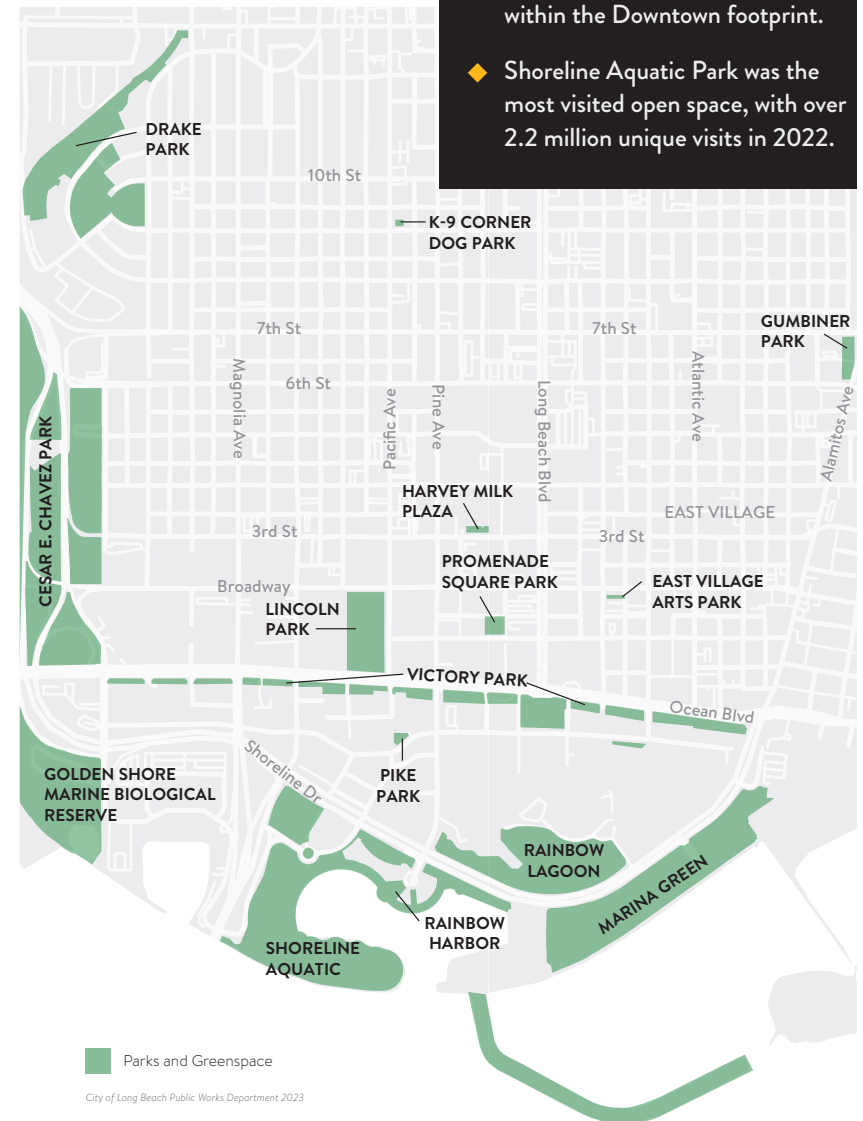 within the Downtown footprint.
Shoreline Aquatic Park was the
most visited open space, with over
2.2 million unique visits in 2022.
DRAKE
PARK
10th St
K-9 CORNER
DOG PARK
7th St
7th St
GUMBINER
PARK
6th St
Magnolia Ave
Pacific Ave
Pine Ave
Long Beach Blvd
Atlantic Ave
Alamitos Ave
CESAR E. CHAVEZ PARK
HARVEY MILK
PLAZA
EAST VILLAGE
3rd St
3rd St
PROMENADE
SQUARE PARK
Broadway
EAST VILLAGE
ARTS PARK
LINCOLN
PARK
VICTORY PARK
Ocean Blvd
Shoreline Dr
GOLDEN SHORE
MARINE BIOLOGICAL
RESERVE
PIKE
PARK
RAINBOW
LAGOON
MARINA GREEN
RAINBOW
HARBOR
SHORELINE
AQUATIC
Parks and Greenspace
City of Long Beach Public Works Department 2023